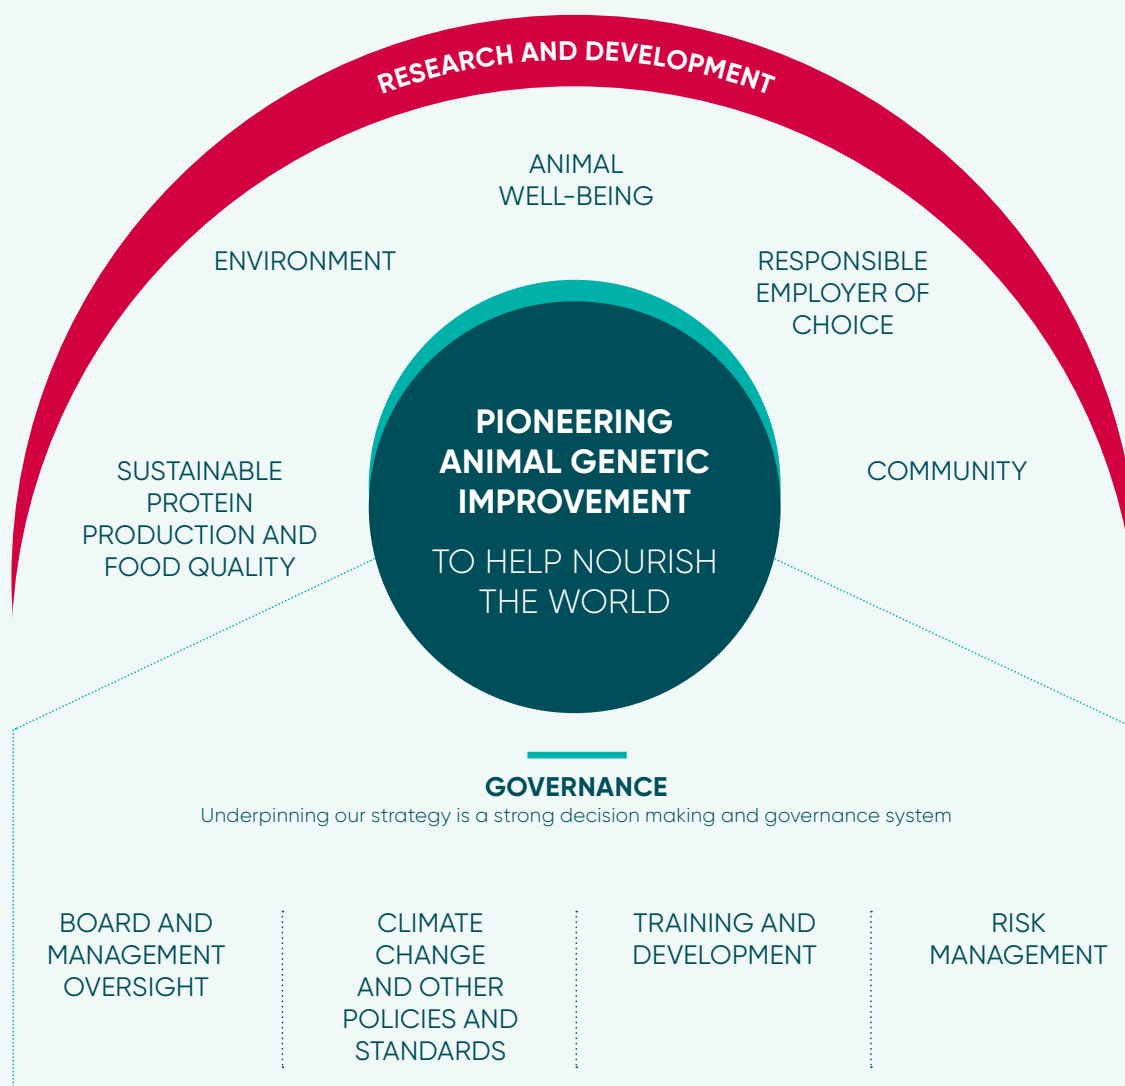 RESEARCH AND DEVELOPMENT
ANIMAL
WELL-BEING
ENVIRONMENT
RESPONSIBLE
EMPLOYER OF
CHOICE
SUSTAINABLE
PROTEIN
PRODUCTION AND
FOOD QUALITY
PIONEERING
ANIMAL GENETIC
IMPROVEMENT
TO HELP NOURISH
THE WORLD
COMMUNITY
GOVERNANCE
Underpinning our strategy is a strong decision making and governance system
BOARD AND
MANAGEMENT
OVERSIGHT
CLIMATE
CHANGE
AND OTHER
POLICIES AND
STANDARDS
TRAINING AND
DEVELOPMENT
RISK
MANAGEMENT